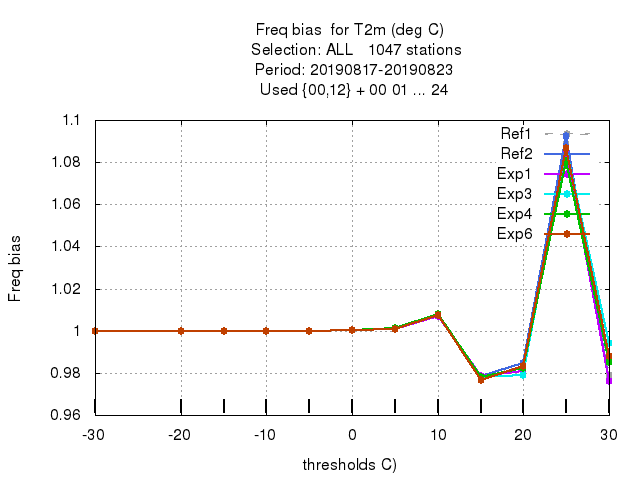 Freq bias for T2m (deg C)
Selection: ALL 1047 stations
Period: 20190817-20190823
Used {00,12} + 00 01 ... 24
1.1
1.08
1.06
1.04
1.02
1
0.98
0.96
Freq bias
Ref1
Ref2
Exp1
Exp3
Exp4
Exp6
-30 -20 -10 0 10 20 30
thresholds C)